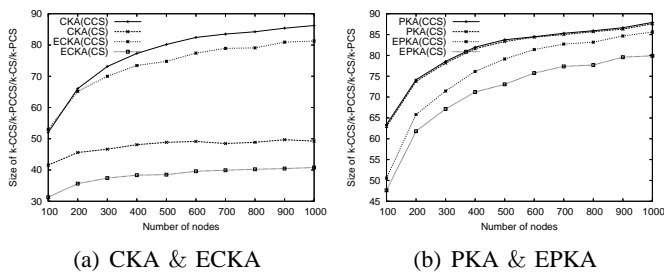 90
80
70
60
50
40
30
100 200 300 400 500 600 700 800 900 1000
Size of k-CCS/k-PCCS/k-CS/k-PCS
Number of nodes
CKA(CCS)
CKA(CS)
ECKA(CCS)
ECKA(CS)
(a) CKA & ECKA
90
85
80
75
70
65
60
55
50
45
100 200 300 400 500 600 700 800 900 1000
Size of k-CCS/k-PCCS/k-CS/k-PCS
Number of nodes
PKA(CCS)
PKA(CS)
EPKA(CCS)
EPKA(CS)
(b) PKA & EPKA